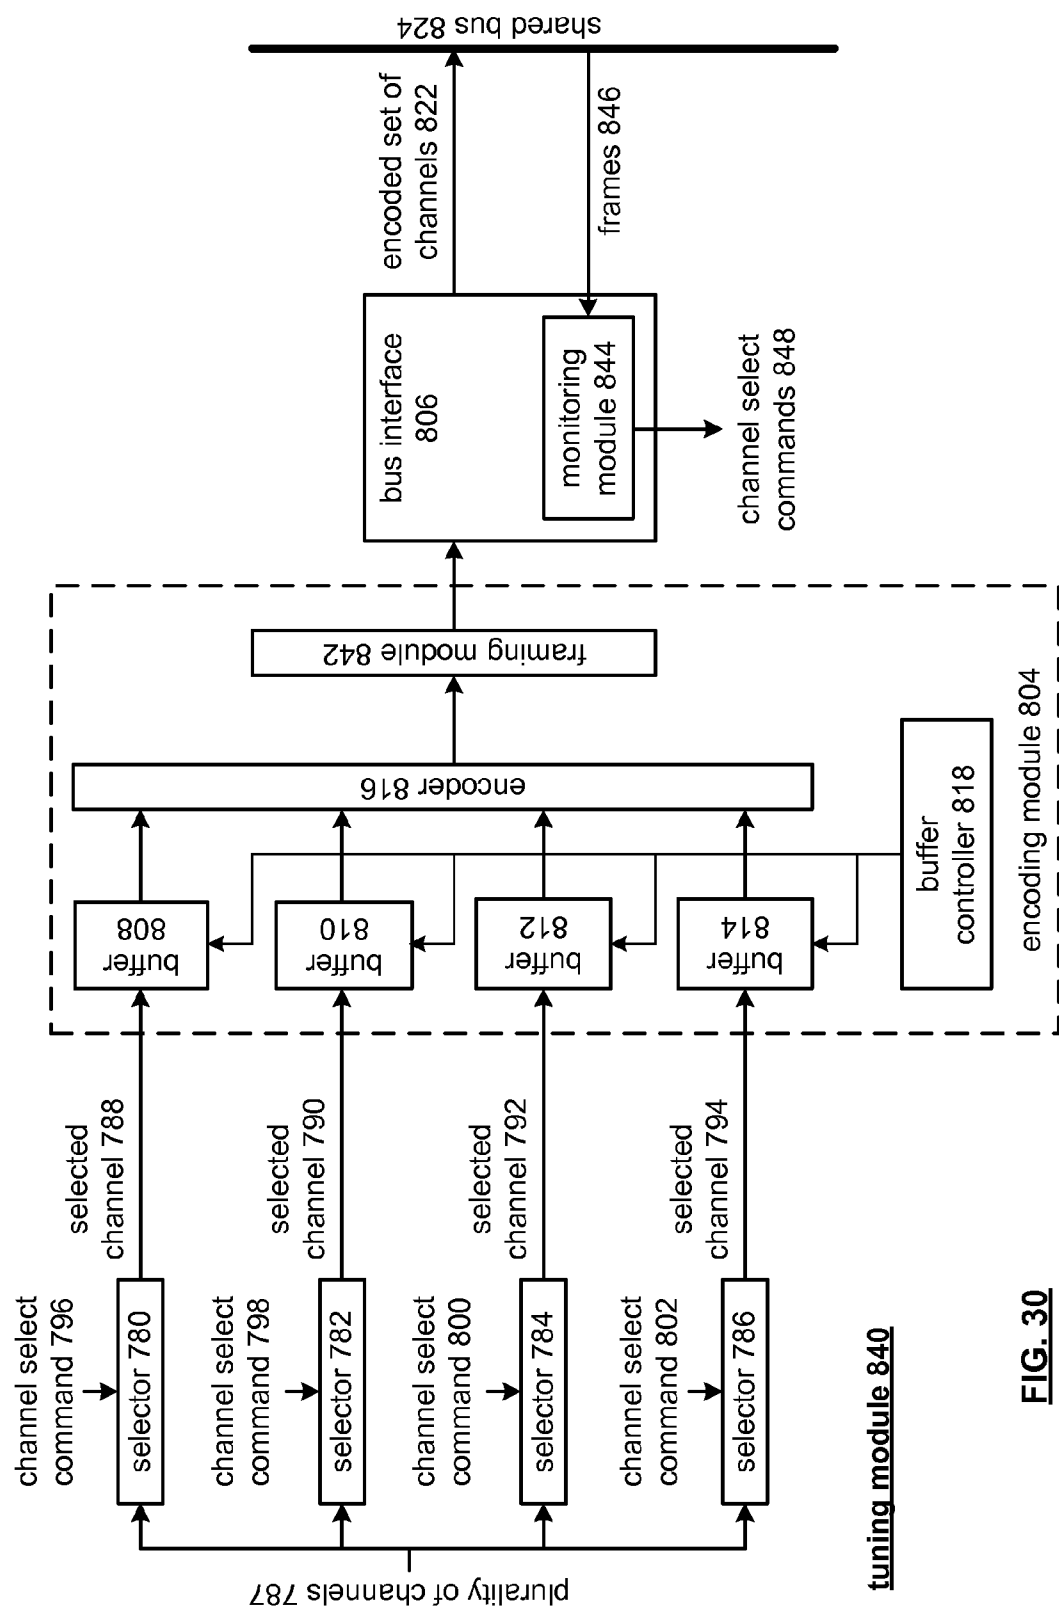 plurality of channels 787
channel select
command 796
selector 780
selected
channel 788
channel select
command 798
selector 782
selected
channel 790
channel select
command 800
selector 784
selected
channel 792
channel select
command 802
selector 786
selected
channel 794
buffer
808
buffer
810
buffer
812
buffer
814
buffer
controller 818
encoder 816
framing module 842
encoding module 804
bus interface
806
monitoring
module 844
channel select
commands 848
encoded set of
channels 822
frames 846
shared bus 824
tuning module 840
FIG. 30